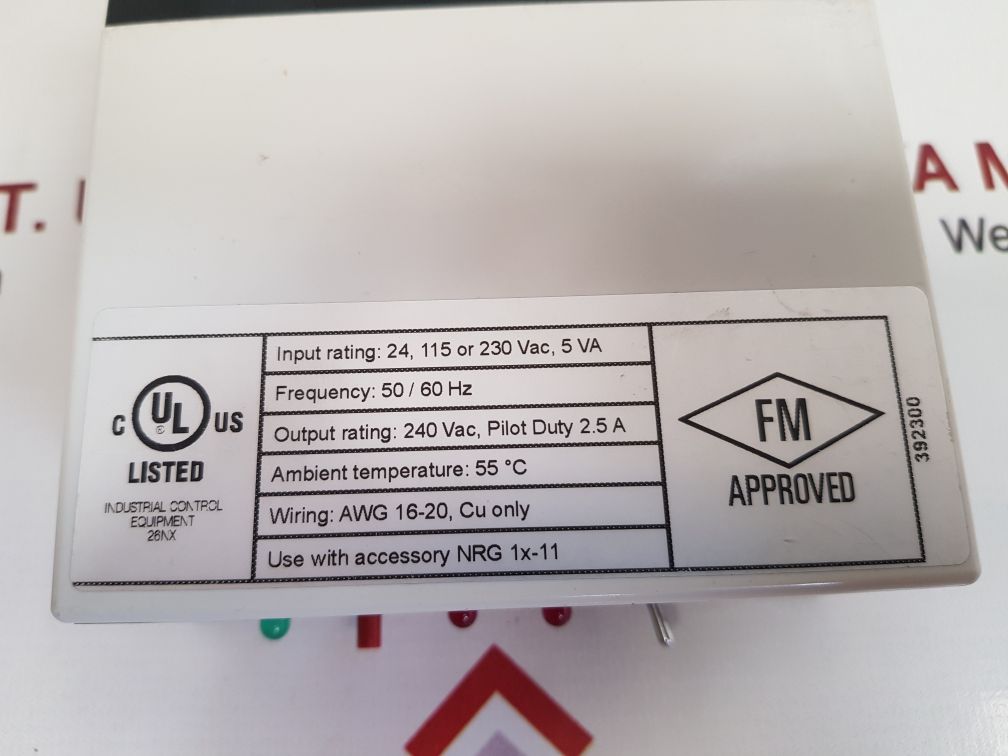 T.
A M
We
C UL ® US
LISTED
INDUSTRIAL CONTROL
EQUIPMENT
26NX
Input rating: 24, 115 or 230 Vac, 5 VA
Frequency: 50 / 60 Hz
Output rating: 240 Vac, Pilot Duty 2.5 A
Ambient temperature: 55 °C
Wiring: AWG 16-20, Cu only
Use with accessory NRG 1x-11
FM
APPROVED
392300